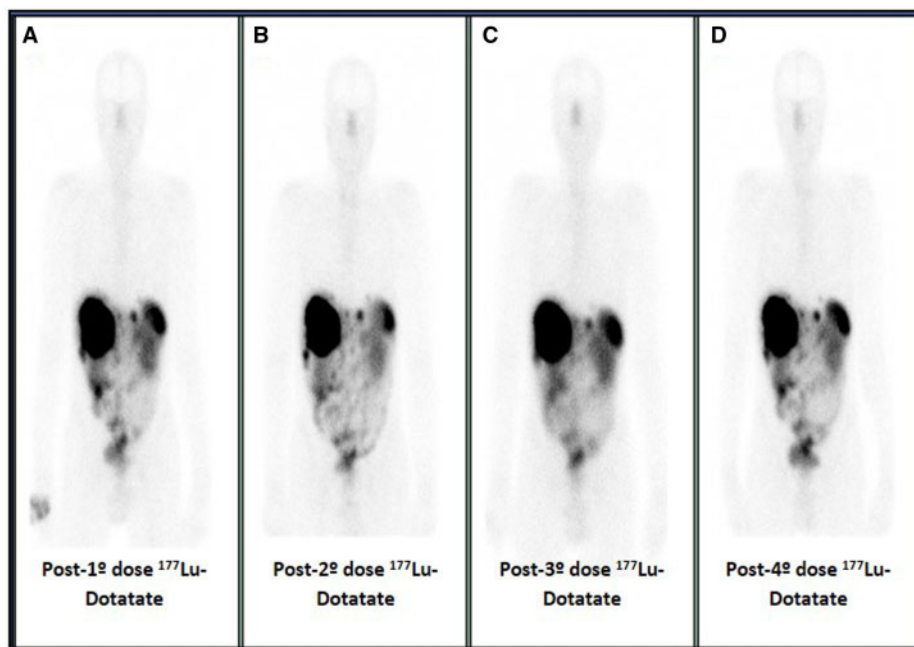 A
B
C
D
Post-1º dose ¹⁷⁷Lu-
Dotatate
Post-2º dose ¹⁷⁷Lu-
Dotatate
Post-3º dose ¹⁷⁷Lu-
Dotatate
Post-4º dose ¹⁷⁷Lu-
Dotatate